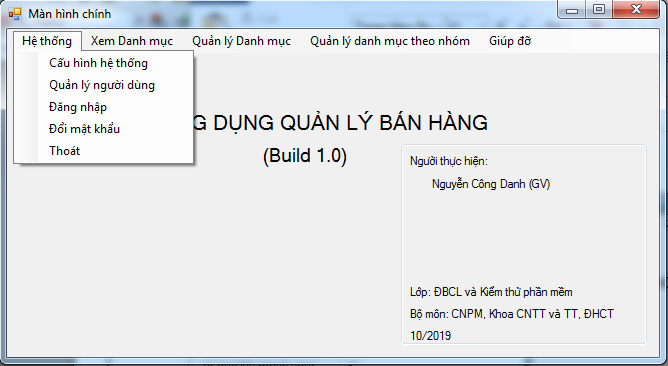 Màn hình chính
Hệ thống Xem Danh mục Quản lý Danh mục Quản lý danh mục theo nhóm Giúp đỡ
Cấu hình hệ thống
Quản lý người dùng
Đăng nhập
Đổi mật khẩu
Thoát
G DỤNG QUẢN LÝ BÁN HÀNG
(Build 1.0)
Người thực hiện:
Nguyễn Công Danh (GV)
Lớp: ĐBCL và Kiểm thử phần mềm
Bộ môn: CNPM, Khoa CNTT và TT, ĐHCT
10/2019